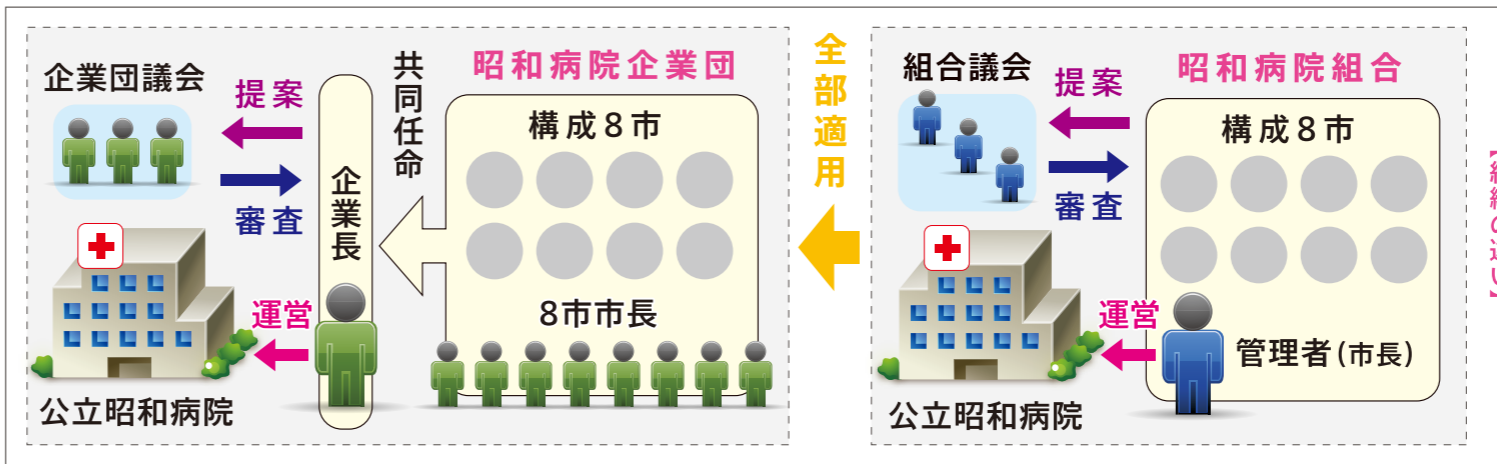 昭和病院組合
構成8市
管理者(市長)
組合議会
提案
審査
運営
公立昭和病院
全部適用
昭和病院企業団
構成8市
8市市長
共同任命
企業長
企業団議会
提案
審査
運営
公立昭和病院